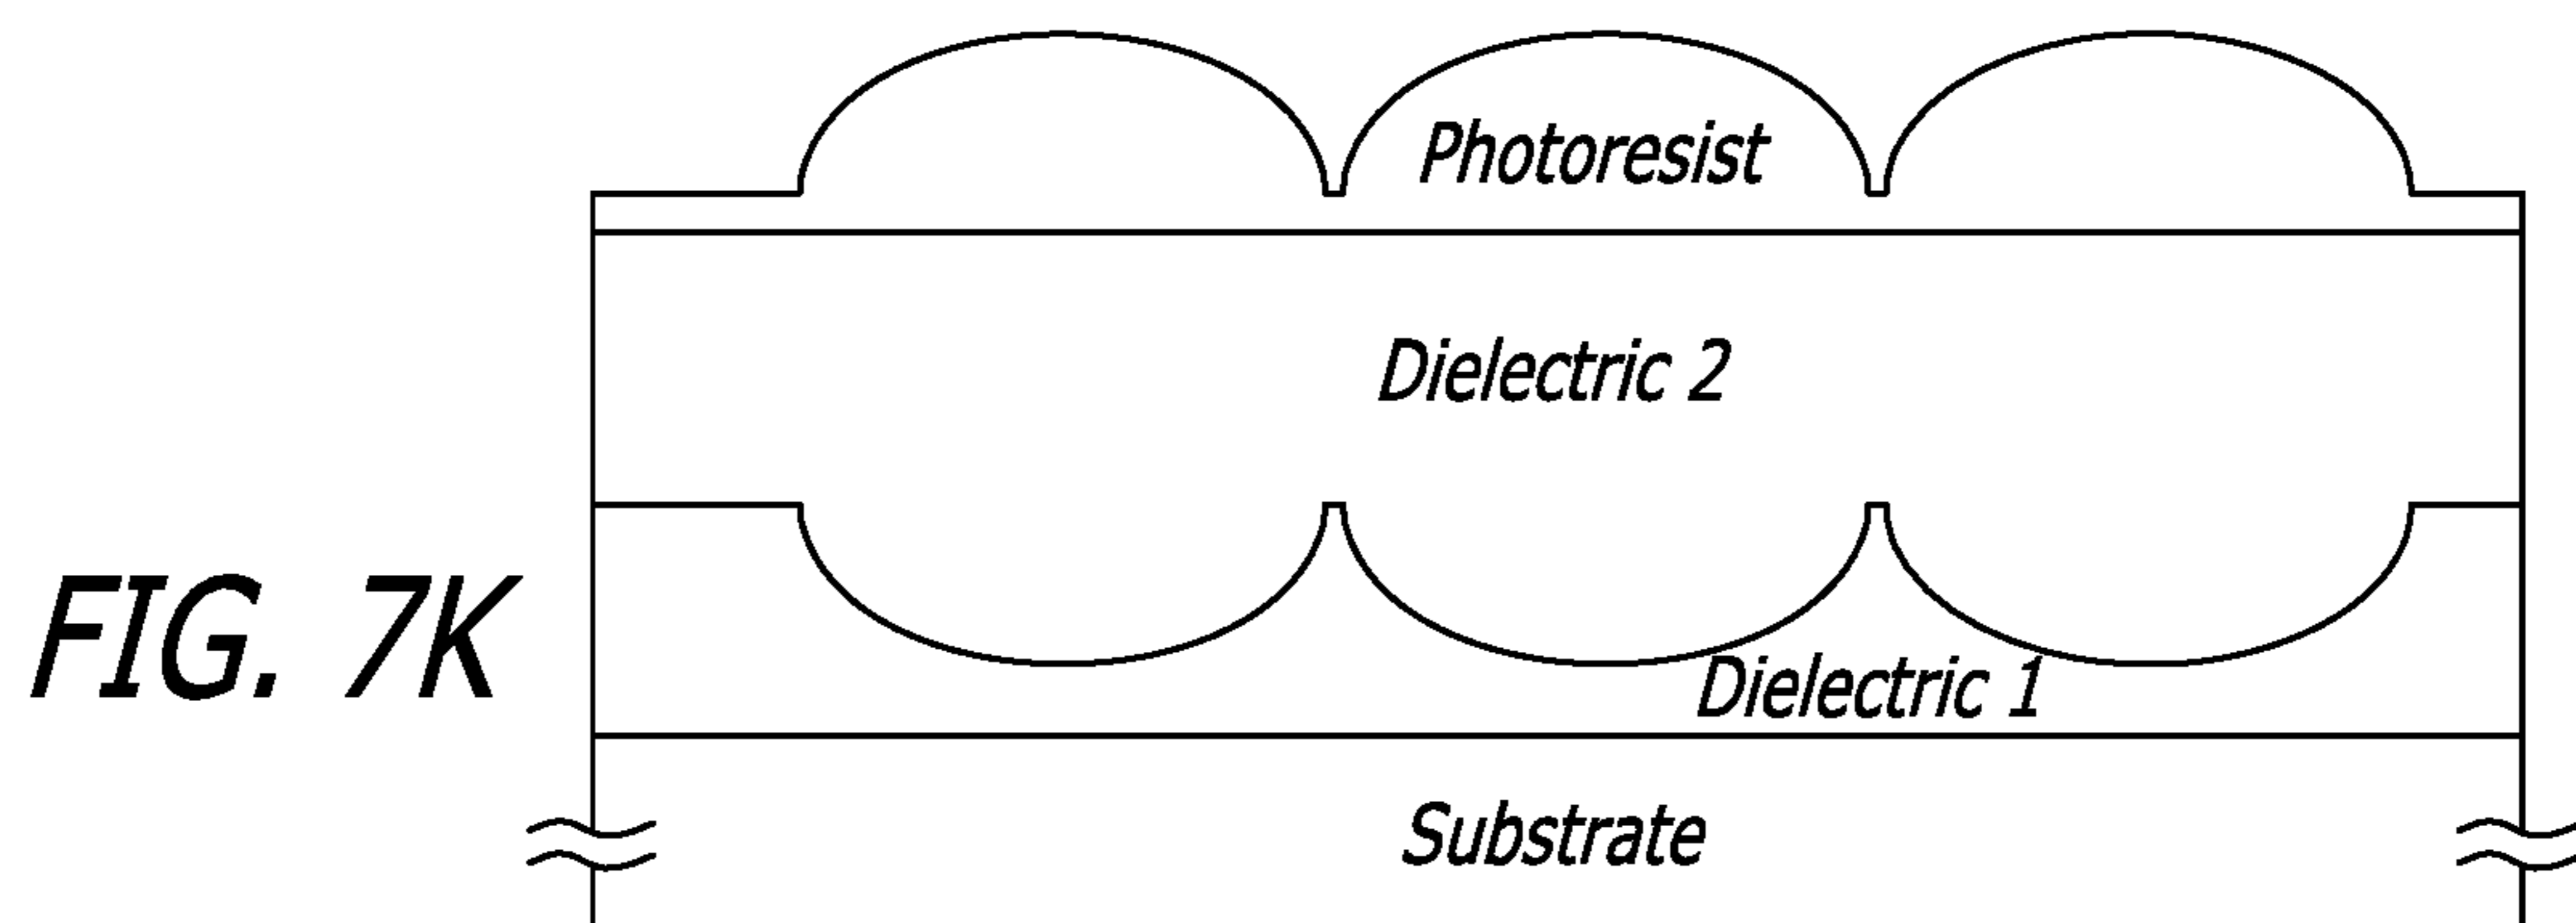 Photoresist
Dielectric 2
FIG. 7K
Dielectric 1
Substrate